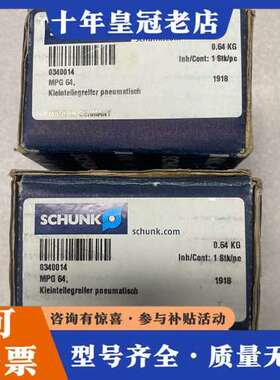 十年皇冠老店
0.64 KG
Inh/Cont: 1 Stk/pc
0340014
MPG 64,
1918
Kleinteilegreifer pneumatisch
SCHUNK
schunk.com
0.64 KG
Inh/Cont: 1 Stk/pc
0340014
MPG 64,
1918
Kleinteilegreifer pneumatisch
咨询有惊喜·参与补贴活动
票
型号齐全·质量无忧